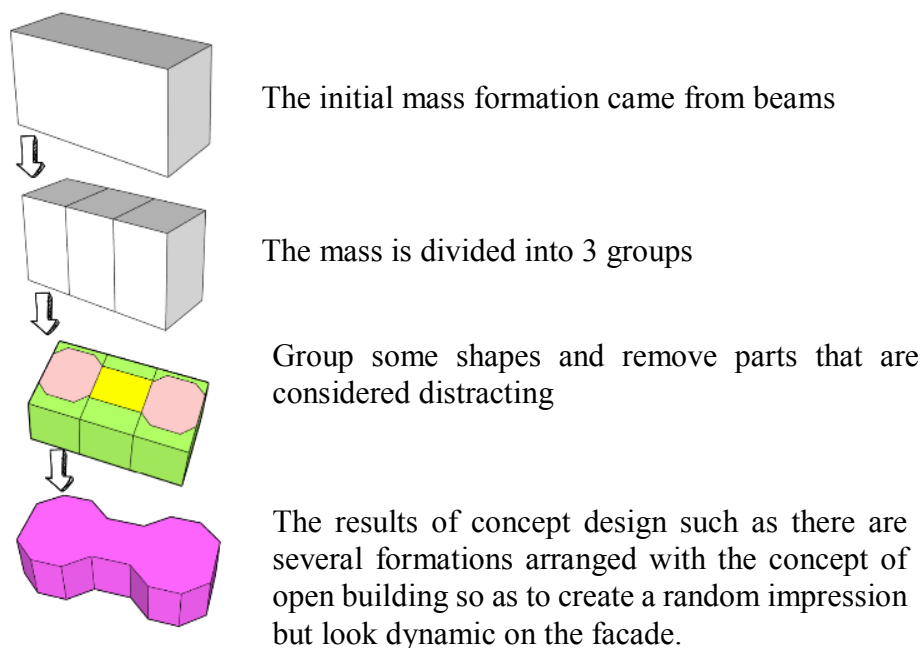 The initial mass formation came from beams
The mass is divided into 3 groups
Group some shapes and remove parts that are
considered distracting
The results of concept design such as there are
several formations arranged with the concept of
open building so as to create a random impression
but look dynamic on the facade.